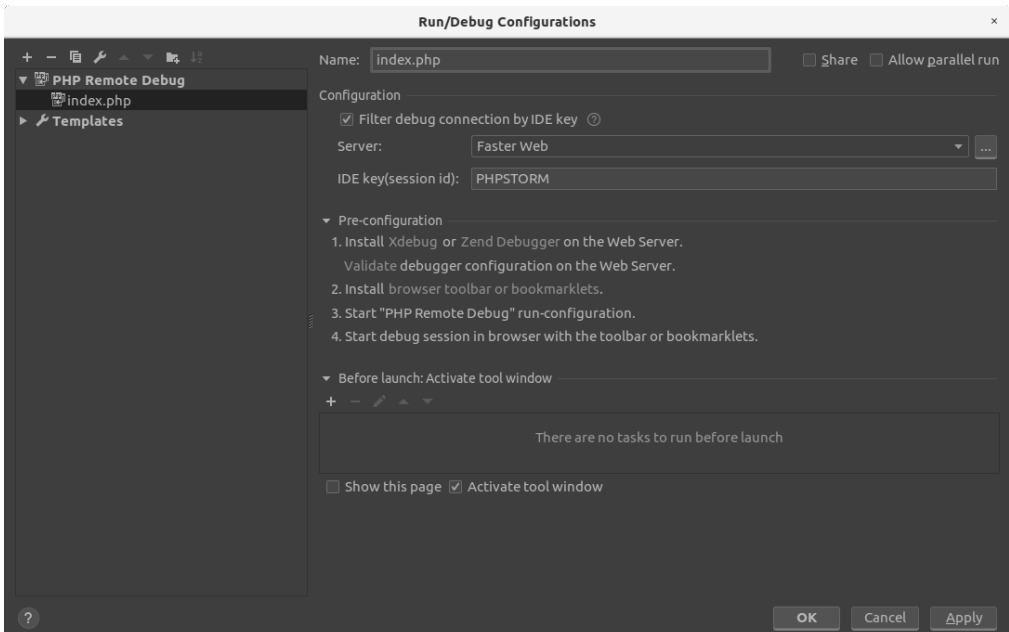 Run/Debug Configurations
Name: index.php
Share
Allow parallel run
PHP Remote Debug
index.php
Templates
Configuration
Filter debug connection by IDE key
Server: Faster Web
...
IDE key(session id): PHPSTORM
Pre-configuration
1. Install Xdebug or Zend Debugger on the Web Server.
Validate debugger configuration on the Web Server.
2. Install browser toolbar or bookmarklets.
3. Start "PHP Remote Debug" run-configuration.
4. Start debug session in browser with the toolbar or bookmarklets.
Before launch: Activate tool window
There are no tasks to run before launch
Show this page
Activate tool window
?
OK
Cancel
Apply